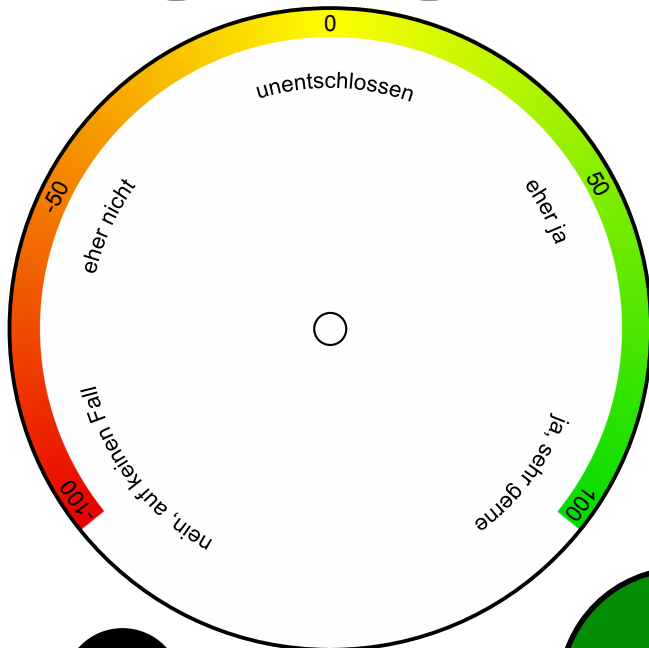 0
unentschlossen
-50
50
eher nicht
eher ja
nein, auf keinen Fall
ja, sehr gerne
-100
100